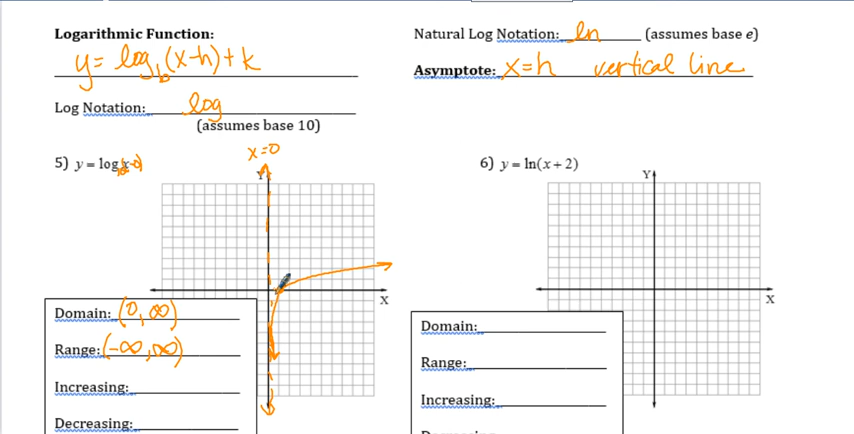 Logarithmic Function:
y = log_b (x-h) + k
Log Notation: log
(assumes base 10)
Natural Log Notation: ln (assumes base e)
Asymptote: x=h vertical line
5) y = log(x-0)
x=0
Y
X
Domain: (0, ∞)
Range: (-∞, ∞)
Increasing:
Decreasing:
6) y = ln(x + 2)
Y
X
Domain:
Range:
Increasing: